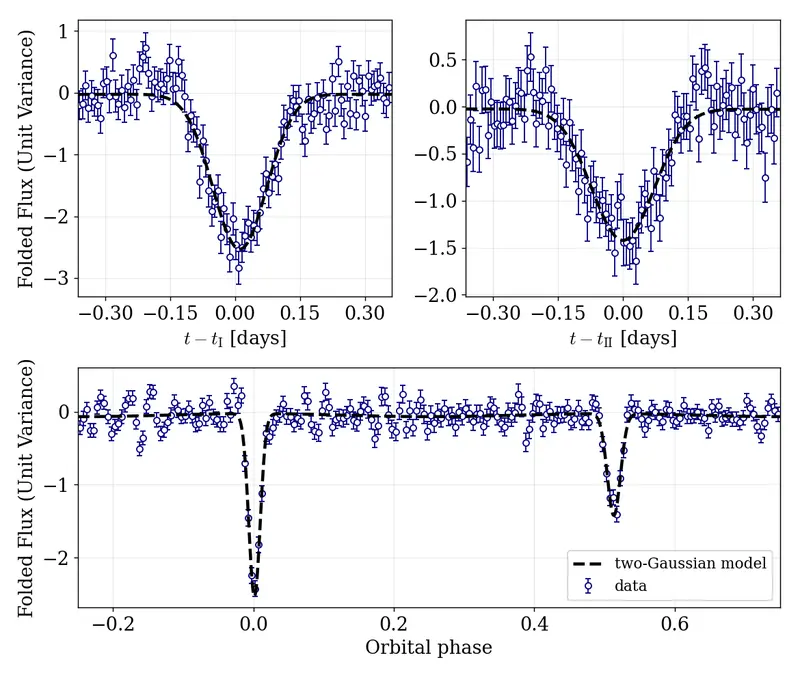 Folded Flux (Unit Variance)
1
0
−1
−2
−3
−0.30 −0.15 0.00 0.15 0.30
t − tI [days]
0.5
0.0
−0.5
−1.0
−1.5
−2.0
−0.30 −0.15 0.00 0.15 0.30
t − tII [days]
Folded Flux (Unit Variance)
0
−1
−2
two-Gaussian model
data
−0.2 0.0 0.2 0.4 0.6
Orbital phase